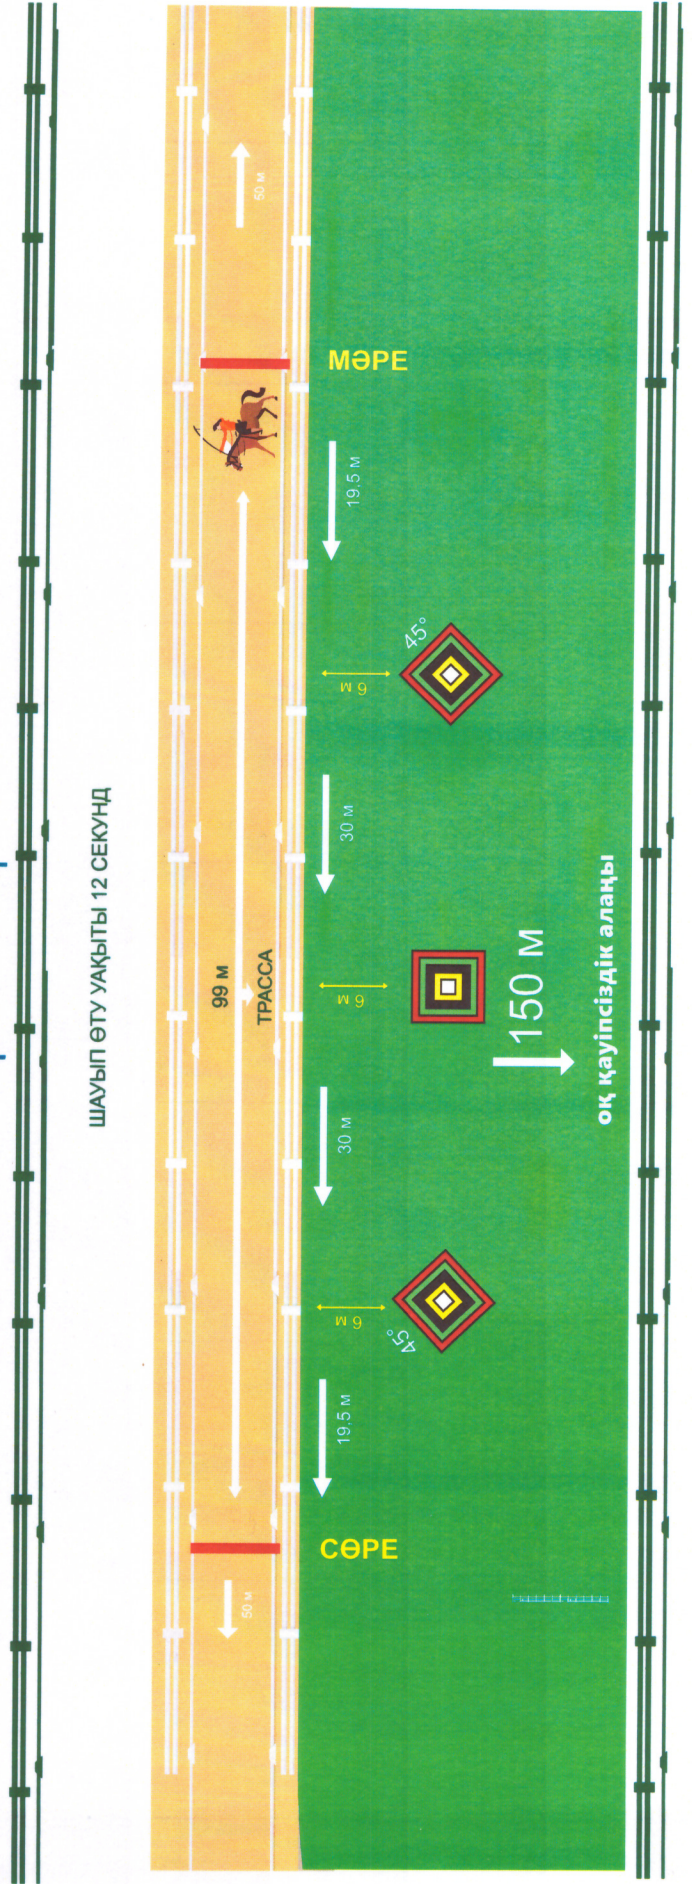 60 м
МӘРЕ
19.5 м
45°
6 м
30 м
ШАУЫП ӨТУ УАҚЫТЫ 12 СЕКУНД
99 м
ТРАССА
6 м
150 м
оқ қауіпсіздік алаңы
30 м
6 м
45°
19.5 м
СӨРЕ
50 м